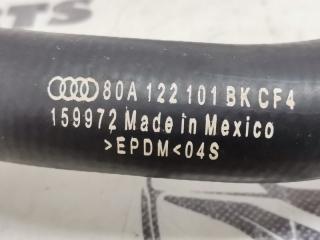 80A 122 101 BK CF4
159972 Made in Mexico
>EPDM<04S